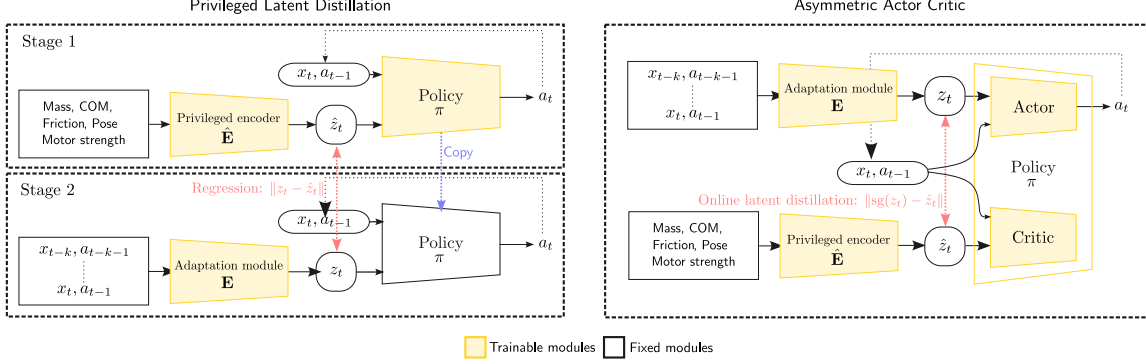 Privileged Latent Distillation
Stage 1
Mass, COM,
Friction, Pose
Motor strength
Privileged encoder
Ê
ẑ_t
x_t, a_{t−1}
Policy
π
a_t
Copy
Regression: ‖z_t − ẑ_t‖
Stage 2
x_{t−k}, a_{t−k−1}
x_t, a_{t−1}
Adaptation module
E
z_t
x_t, a_{t−1}
Policy
π
a_t
Asymmetric Actor Critic
x_{t−k}, a_{t−k−1}
x_t, a_{t−1}
Adaptation module
E
z_t
Actor
a_t
x_t, a_{t−1}
Policy
π
Online latent distillation: ‖sg(z_t) − ẑ_t‖
Mass, COM,
Friction, Pose
Motor strength
Privileged encoder
Ê
ẑ_t
Critic
Trainable modules
Fixed modules